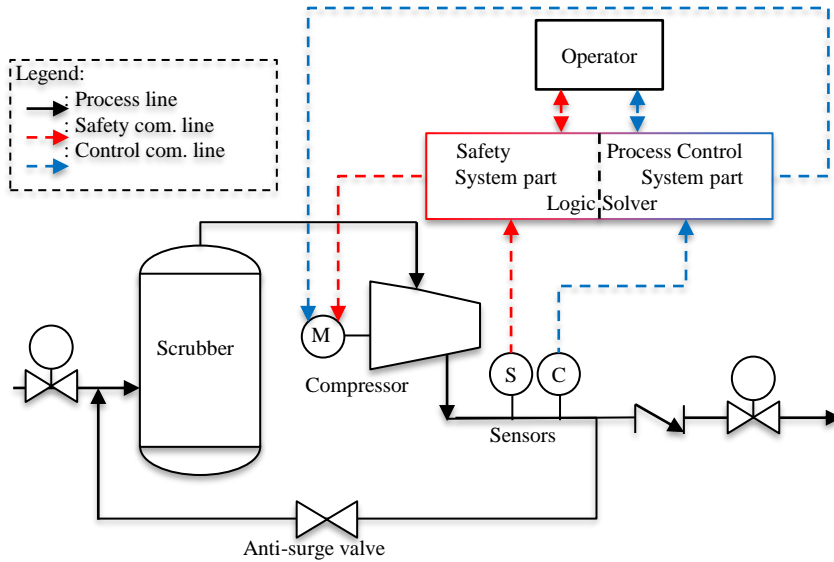 Operator
Legend:
: Process line
: Safety com. line
: Control com. line
Safety
System part
Process Control
System part
Logic Solver
Scrubber
M
Compressor
S
C
Sensors
Anti-surge valve